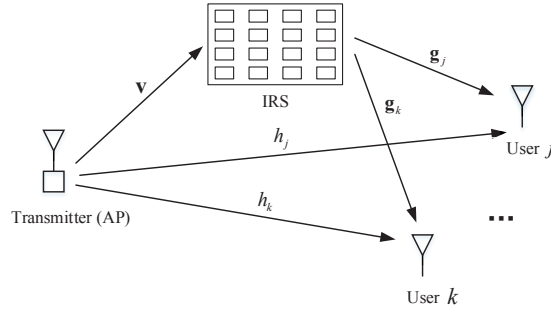 IRS
v
g_j
g_k
h_j
User j
Transmitter (AP)
h_k
...
User k